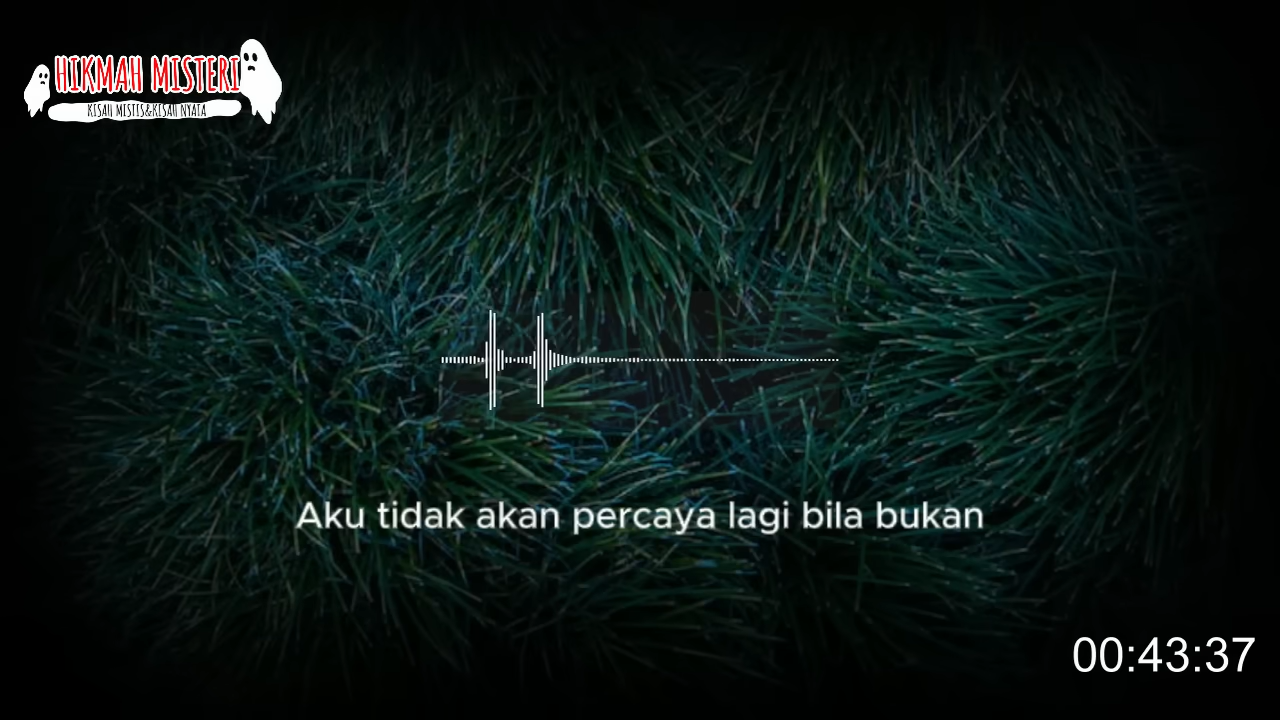 HIKMAH MISTERI
KISAH MISTIS&KISAH NYATA
Aku tidak akan percaya lagi bila bukan
00:43:37